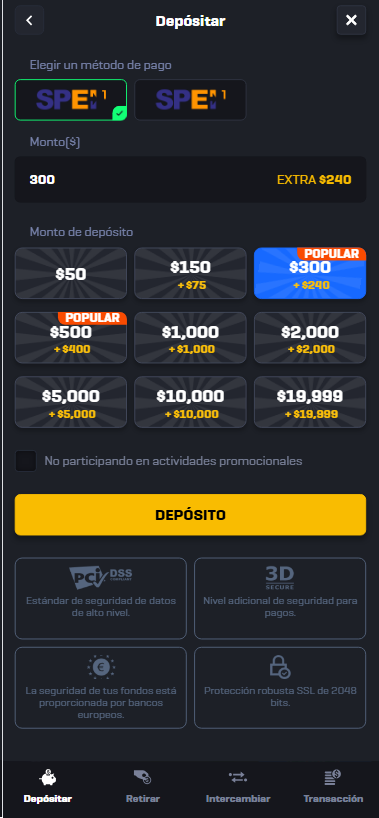 Depósitar
Elegir un método de pago
SPEI 1
SPEI 1
Monto($)
300 EXTRA $240
Monto de depósito
$50
$150
+ $75
POPULAR
$300
+ $240
POPULAR
$500
+ $400
$1,000
+ $1,000
$2,000
+ $2,000
$5,000
+ $5,000
$10,000
+ $10,000
$19,999
+ $19,999
No participando en actividades promocionales
DEPÓSITO
PCI DSS
COMPLIANT
Estándar de seguridad de datos
de alto nivel.
3D
SECURE
Nivel adicional de seguridad para
pagos.
La seguridad de tus fondos está
proporcionada por bancos
europeos.
Protección robusta SSL de 2048
bits.
Depósitar Retirar Intercambiar Transacción